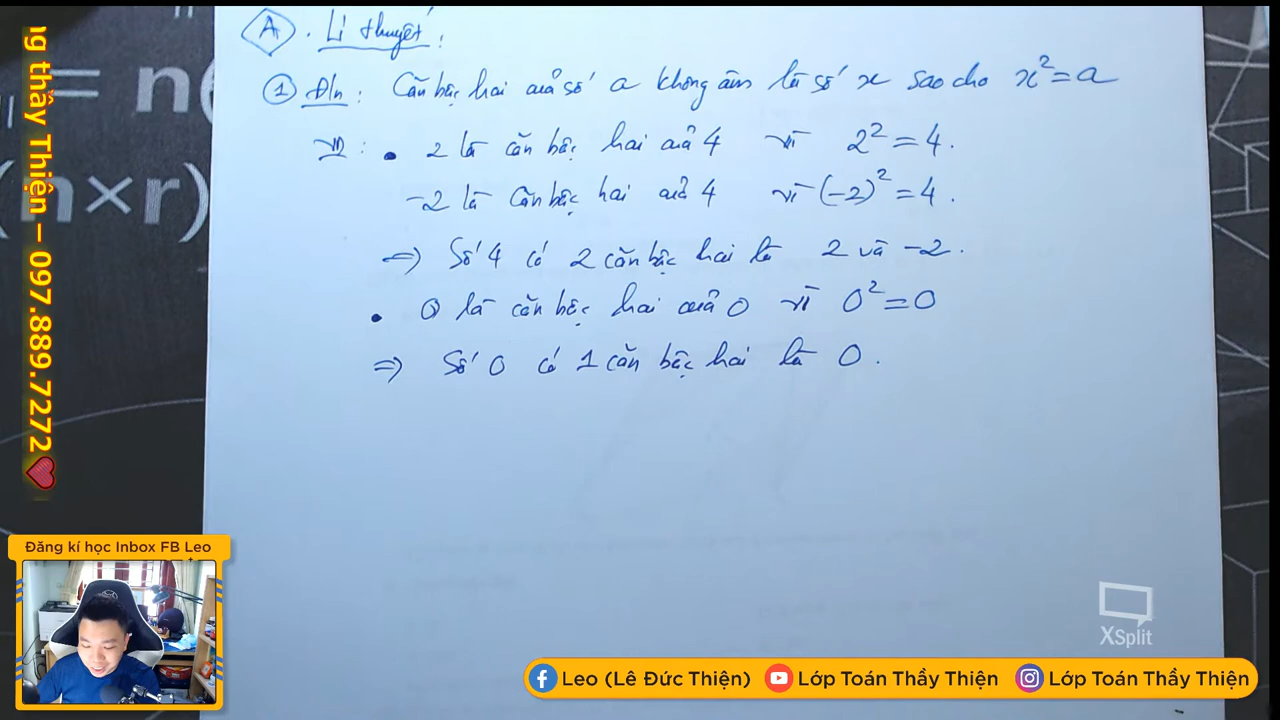 A. Lí thuyết:
① Đ/n: Căn bậc hai của số a không âm là số x sao cho x² = a
VD: • 2 là căn bậc hai của 4 vì 2² = 4.
-2 là căn bậc hai của 4 vì (-2)² = 4.
=> Số 4 có 2 căn bậc hai là 2 và -2.
• 0 là căn bậc hai của 0 vì 0² = 0
=> Số 0 có 1 căn bậc hai là 0.
g thầy Thiện – 097.889.7272
= n(
(n×r)
Đăng kí học Inbox FB Leo
XSplit
Leo (Lê Đức Thiện) Lớp Toán Thầy Thiện Lớp Toán Thầy Thiện